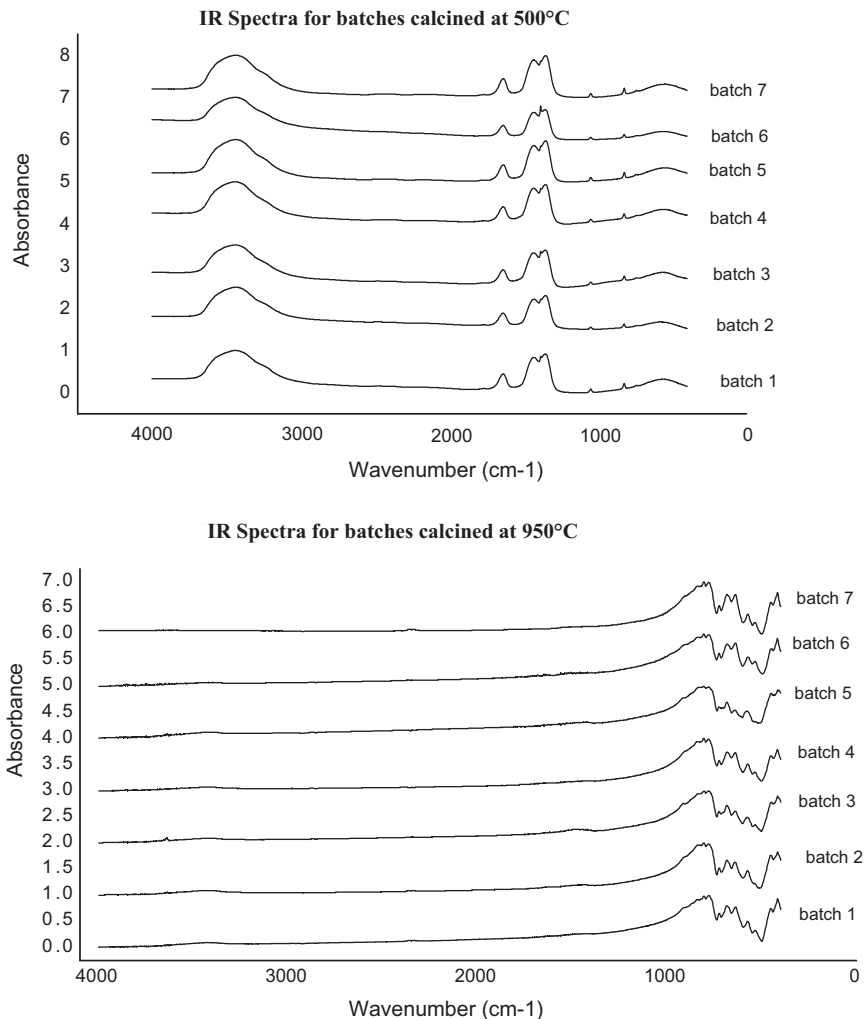 IR Spectra for batches calcined at 500°C
8
7
6
5
4
3
2
1
0
Absorbance
batch 7
batch 6
batch 5
batch 4
batch 3
batch 2
batch 1
4000 3000 2000 1000 0
Wavenumber (cm-1)
IR Spectra for batches calcined at 950°C
7.0
6.5
6.0
5.5
5.0
4.5
4.0
3.5
3.0
2.5
2.0
1.5
1.0
0.5
0.0
Absorbance
batch 7
batch 6
batch 5
batch 4
batch 3
batch 2
batch 1
4000 3000 2000 1000 0
Wavenumber (cm-1)